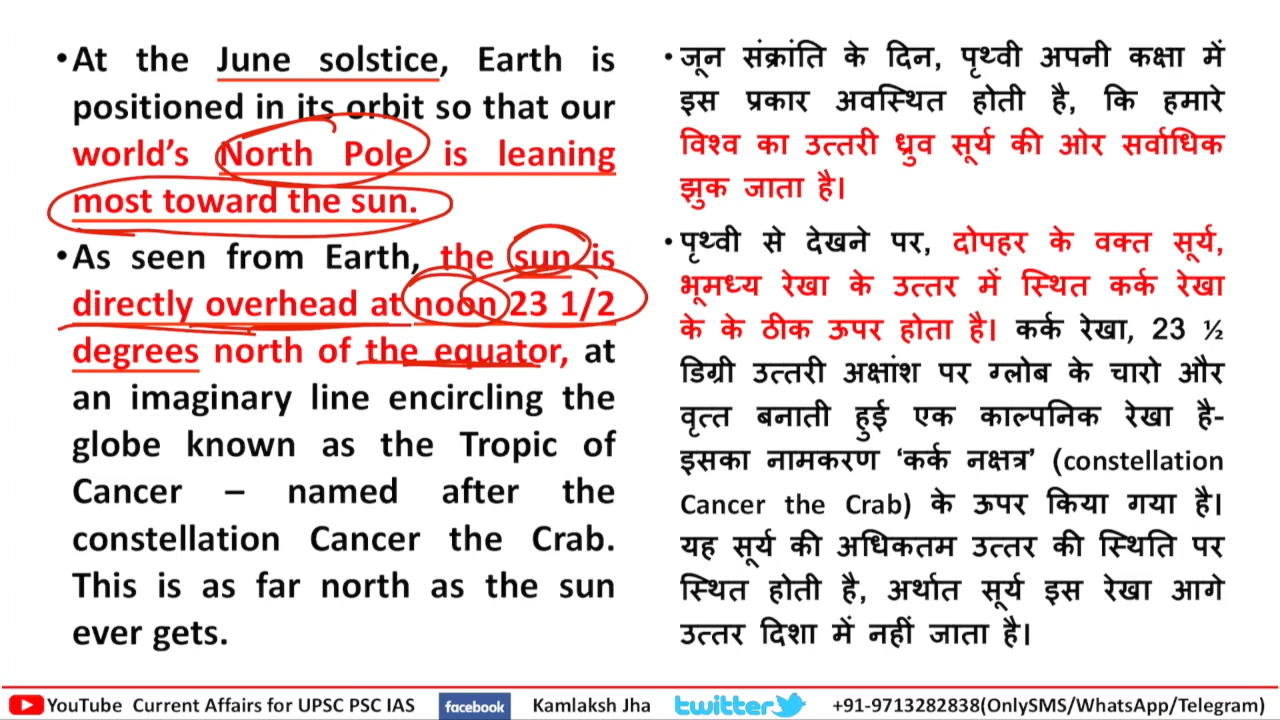 •At the June solstice, Earth is
positioned in its orbit so that our
world's North Pole is leaning
most toward the sun.
•As seen from Earth, the sun is
directly overhead at noon 23 1/2
degrees north of the equator, at
an imaginary line encircling the
globe known as the Tropic of
Cancer – named after the
constellation Cancer the Crab.
This is as far north as the sun
ever gets.
•जून संक्रांति के दिन, पृथ्वी अपनी कक्षा में
इस प्रकार अवस्थित होती है, कि हमारे
विश्व का उत्तरी ध्रुव सूर्य की ओर सर्वाधिक
झुक जाता है।
•पृथ्वी से देखने पर, दोपहर के वक्त सूर्य,
भूमध्य रेखा के उत्तर में स्थित कर्क रेखा
के के ठीक ऊपर होता है। कर्क रेखा, 23 ½
डिग्री उत्तरी अक्षांश पर ग्लोब के चारो और
वृत्त बनाती हुई एक काल्पनिक रेखा है-
इसका नामकरण ‘कर्क नक्षत्र’ (constellation
Cancer the Crab) के ऊपर किया गया है।
यह सूर्य की अधिकतम उत्तर की स्थिति पर
स्थित होती है, अर्थात सूर्य इस रेखा आगे
उत्तर दिशा में नहीं जाता है।
YouTube Current Affairs for UPSC PSC IAS facebook Kamlaksh Jha twitter +91-9713282838(OnlySMS/WhatsApp/Telegram)